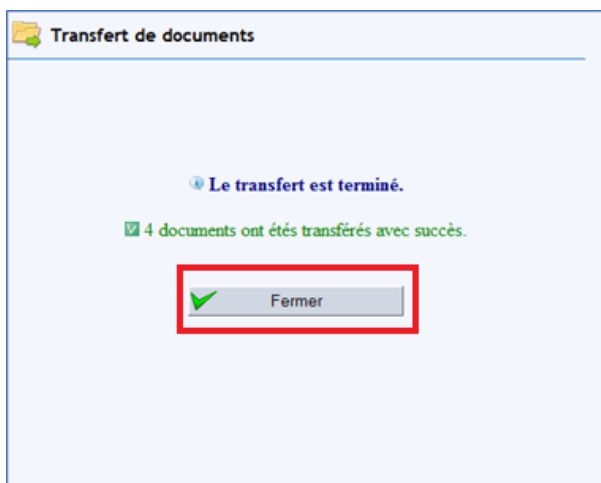 Transfert de documents
Le transfert est terminé.
4 documents ont étés transférés avec succès.
Fermer